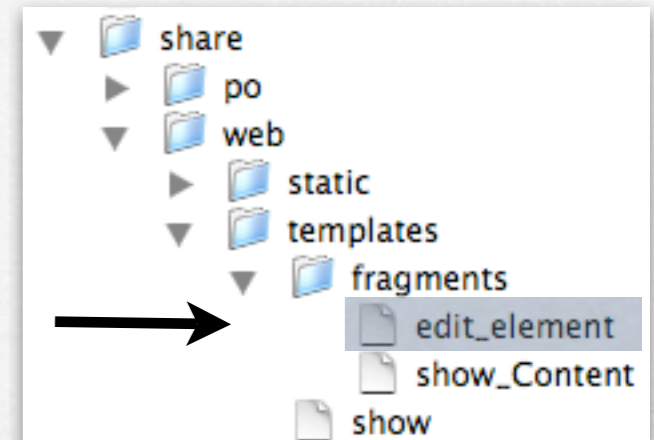 share
po
web
static
templates
fragments
edit_element
show_Content
show